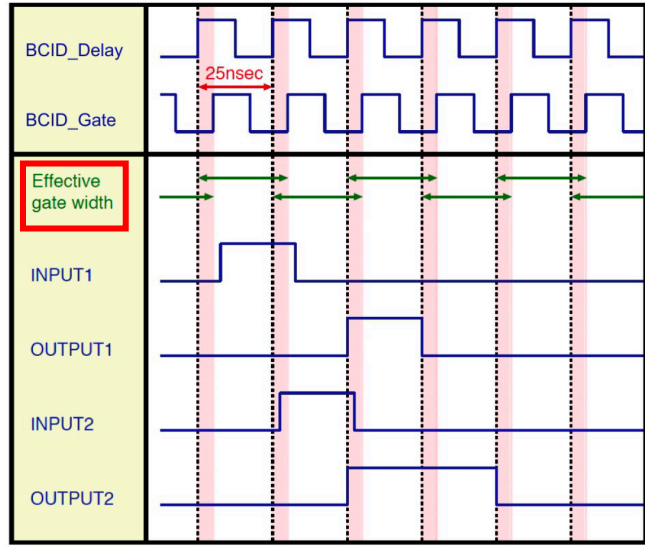 BCID_Delay
25nsec
BCID_Gate
Effective
gate width
INPUT1
OUTPUT1
INPUT2
OUTPUT2